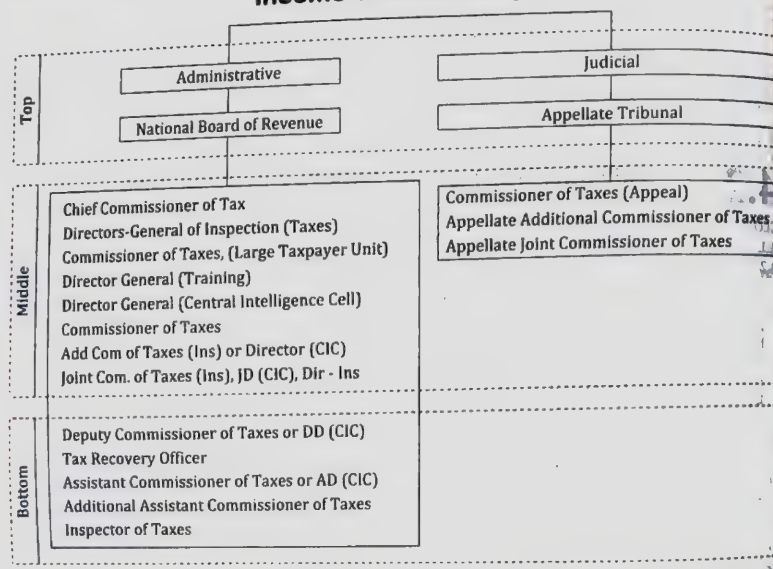 Top
Administrative
National Board of Revenue
Judicial
Appellate Tribunal
Middle
Chief Commissioner of Tax
Directors-General of Inspection (Taxes)
Commissioner of Taxes, (Large Taxpayer Unit)
Director General (Training)
Director General (Central Intelligence Cell)
Commissioner of Taxes
Add Com of Taxes (Ins) or Director (CIC)
Joint Com. of Taxes (Ins), JD (CIC), Dir - Ins
Commissioner of Taxes (Appeal)
Appellate Additional Commissioner of Taxes
Appellate Joint Commissioner of Taxes
Bottom
Deputy Commissioner of Taxes or DD (CIC)
Tax Recovery Officer
Assistant Commissioner of Taxes or AD (CIC)
Additional Assistant Commissioner of Taxes
Inspector of Taxes